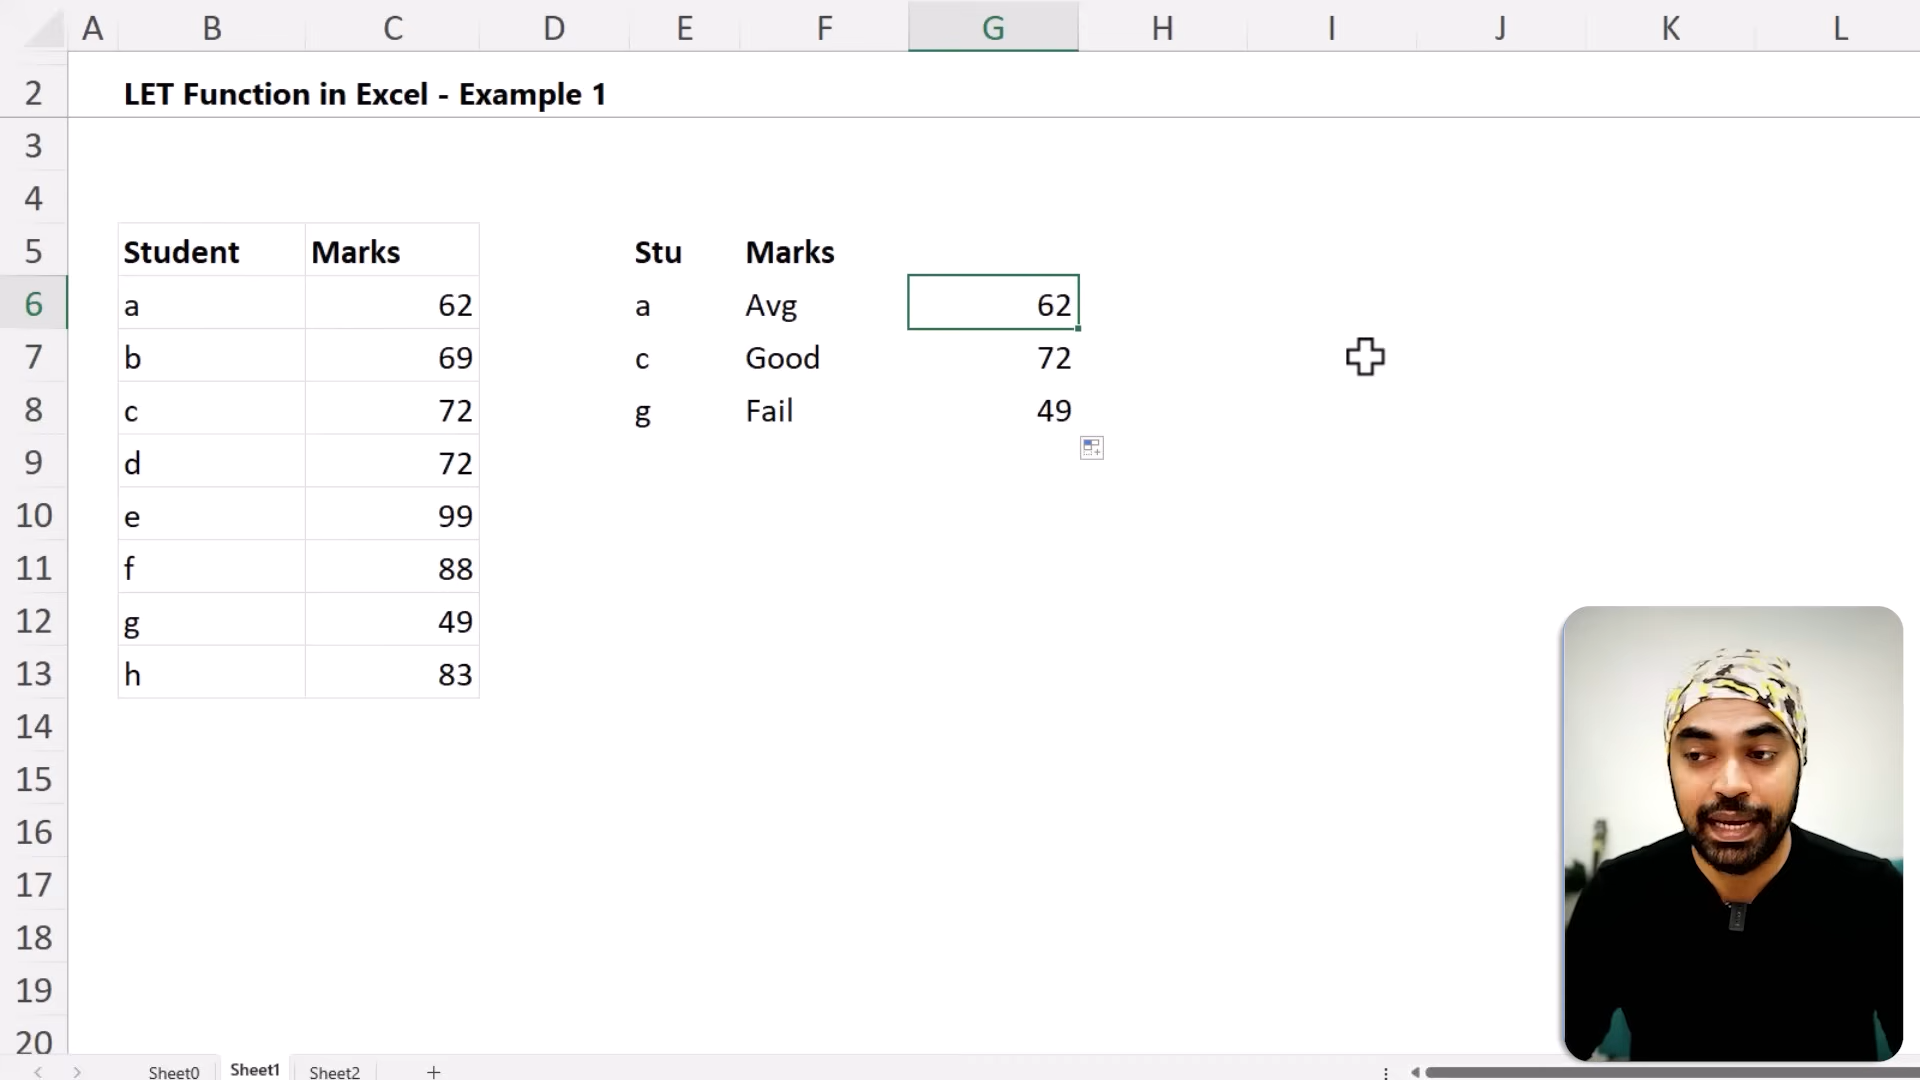 A B C D E F G H I J K L
2 LET Function in Excel - Example 1
3
4
5 Student Marks Stu Marks
6 a 62 a Avg 62
7 b 69 c Good 72
8 c 72 g Fail 49
9 d 72
10 e 99
11 f 88
12 g 49
13 h 83
14
15
16
17
18
19
20
Sheet0 Sheet1 Sheet2